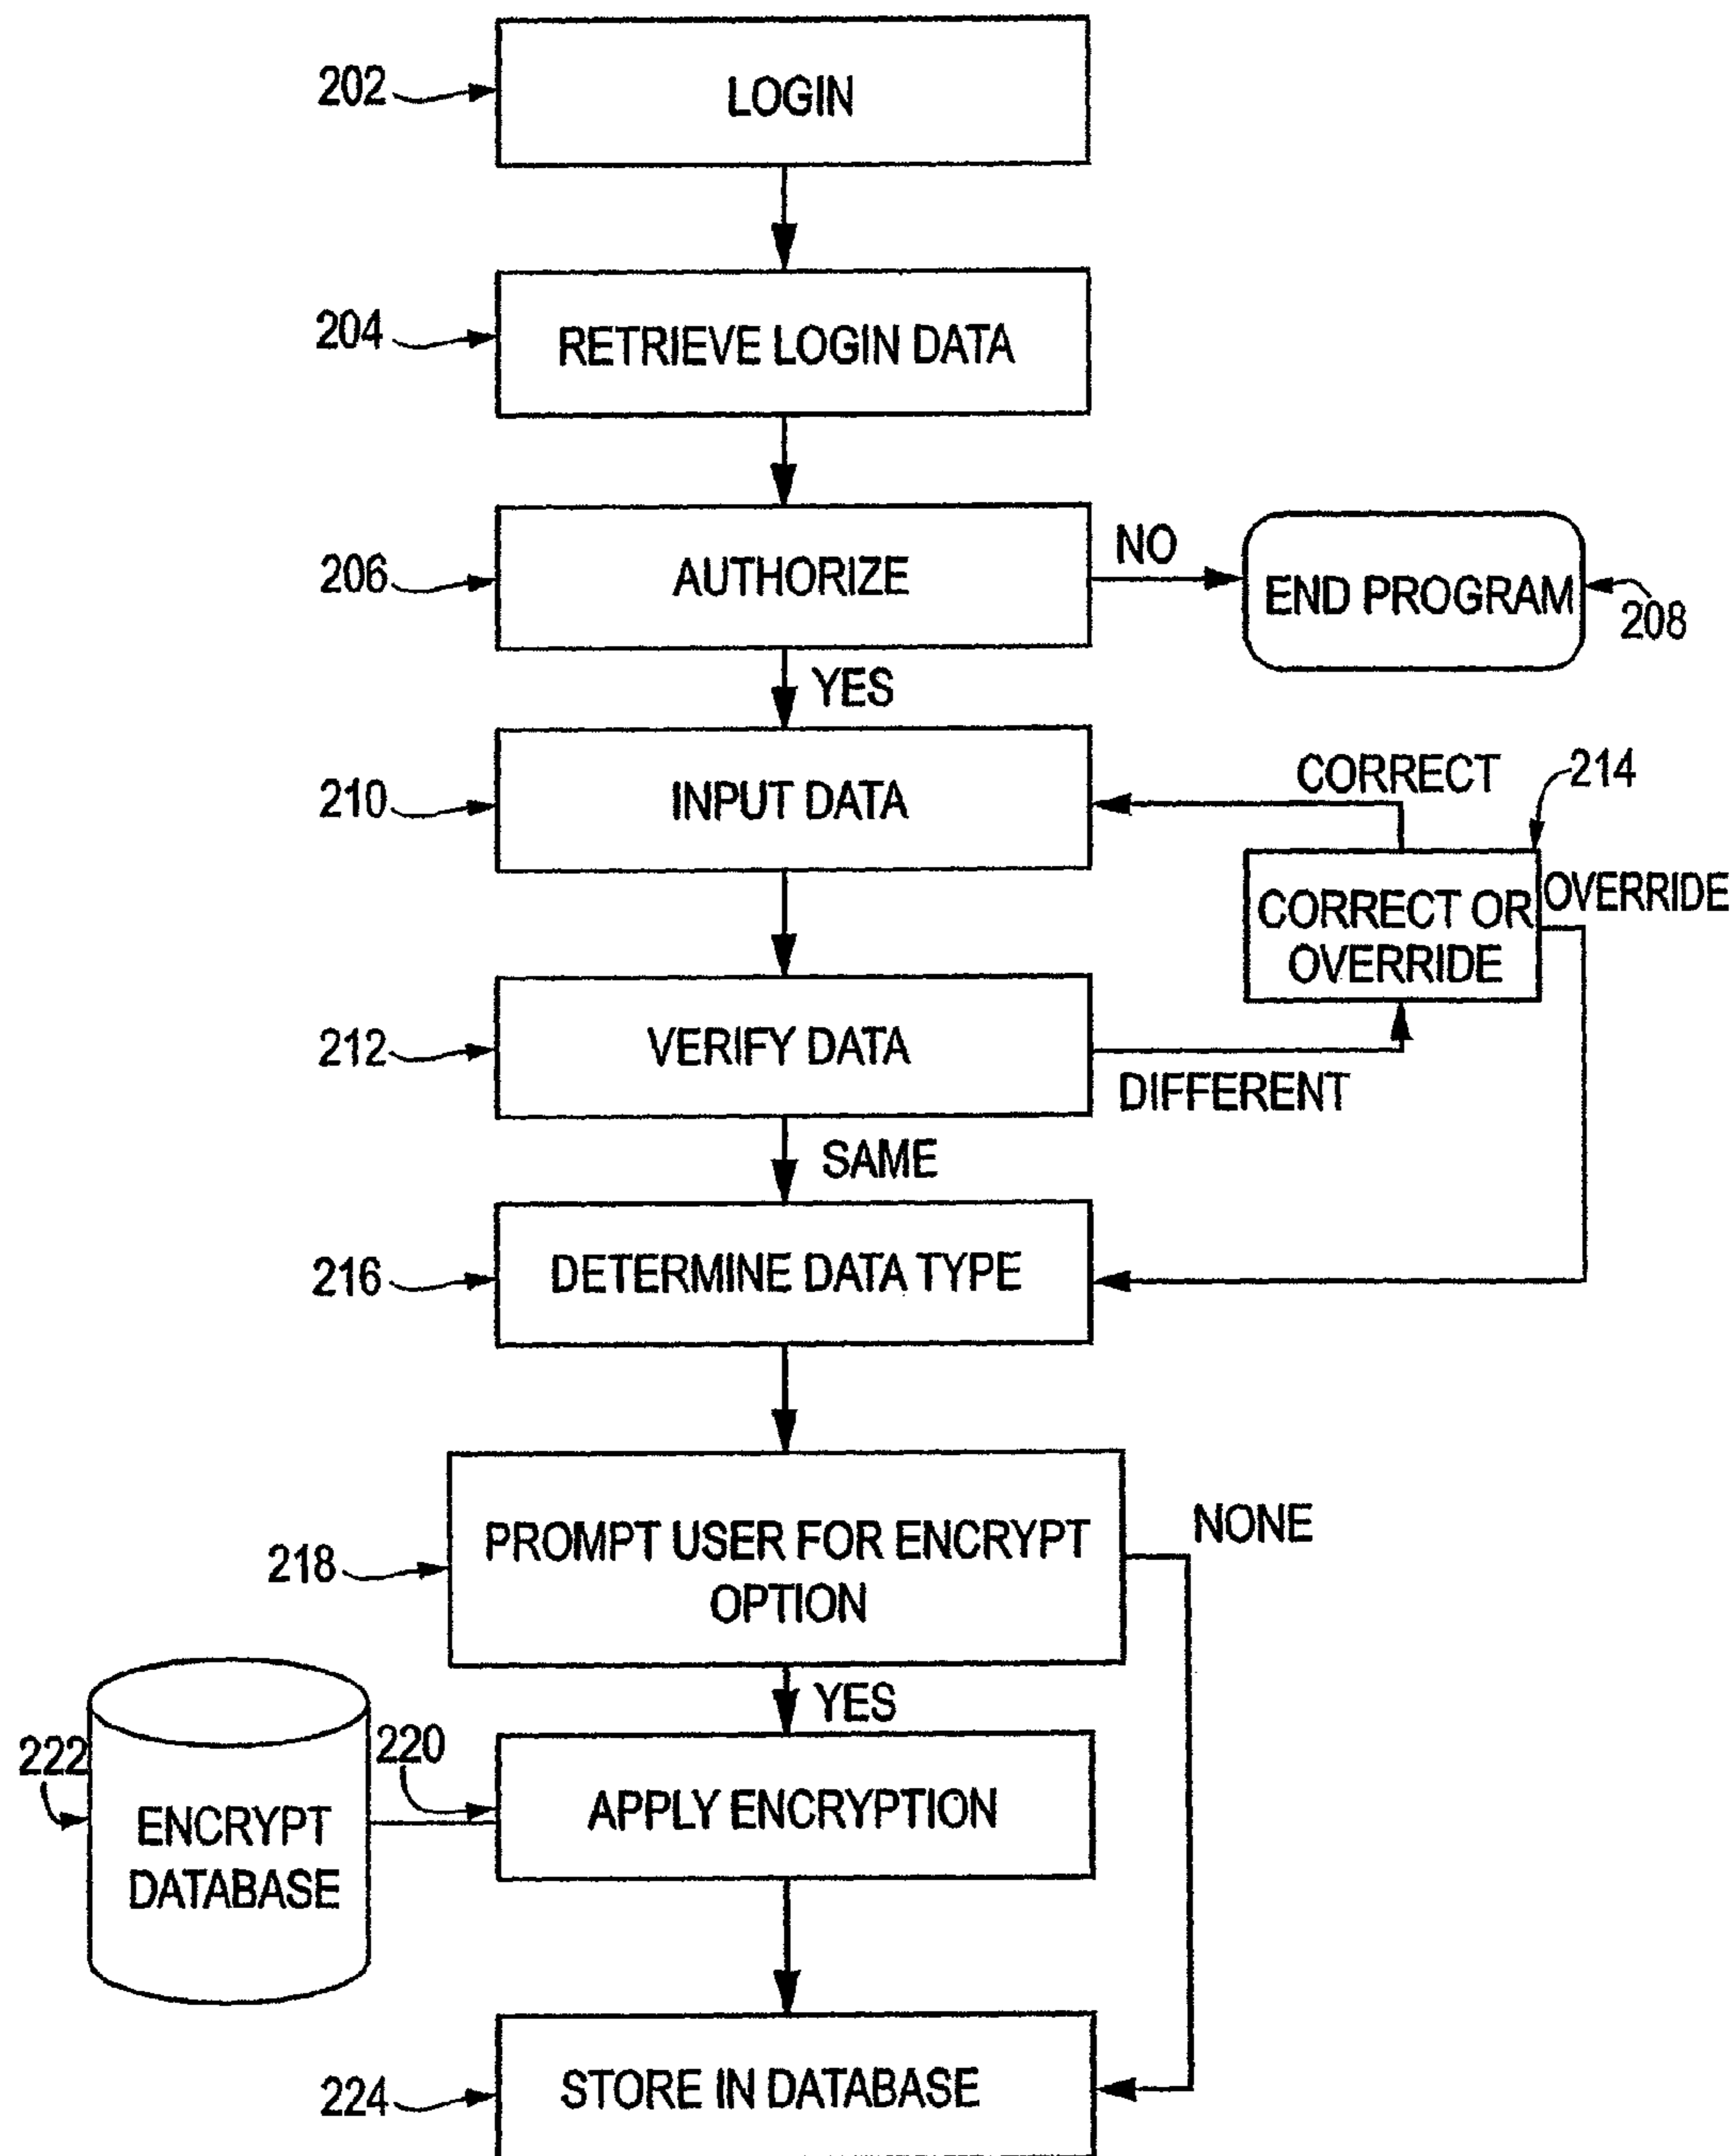 202
LOGIN
204
RETRIEVE LOGIN DATA
206
AUTHORIZE
NO
END PROGRAM
208
YES
210
INPUT DATA
CORRECT
214
CORRECT OR
OVERRIDE
OVERRIDE
212
VERIFY DATA
DIFFERENT
SAME
216
DETERMINE DATA TYPE
218
PROMPT USER FOR ENCRYPT
OPTION
NONE
YES
222
ENCRYPT
DATABASE
220
APPLY ENCRYPTION
224
STORE IN DATABASE